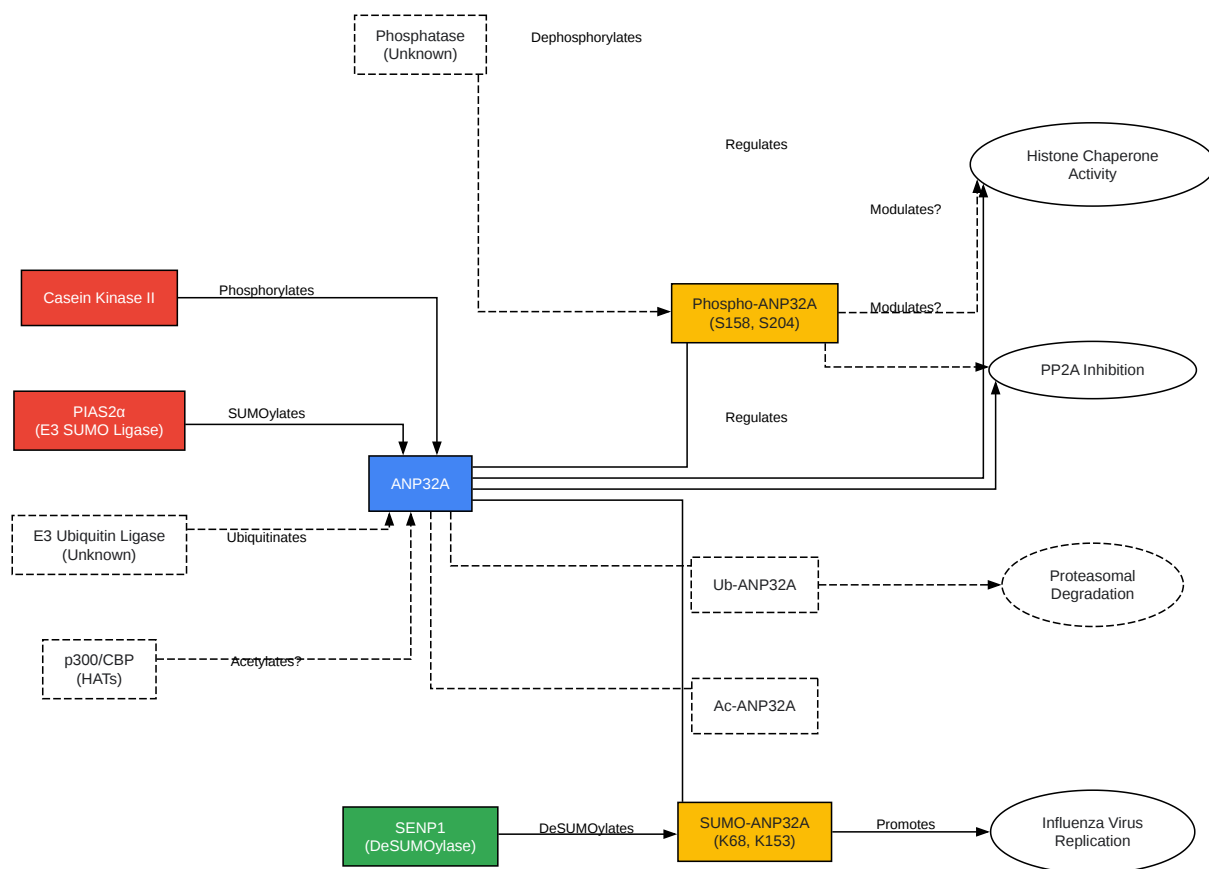 Phosphatase
(Unknown)
Dephosphorylates
Regulates
Histone Chaperone
Activity
Modulates?
Casein Kinase II
Phosphorylates
Phospho-ANP32A
(S158, S204)
Modulates?
PP2A Inhibition
PIAS2α
(E3 SUMO Ligase)
SUMOylates
Regulates
ANP32A
E3 Ubiquitin Ligase
(Unknown)
Ubiquitinates
Ub-ANP32A
Proteasomal
Degradation
p300/CBP
(HATs)
Acetylates?
Ac-ANP32A
SENP1
(DeSUMOylase)
DeSUMOylates
SUMO-ANP32A
(K68, K153)
Promotes
Influenza Virus
Replication